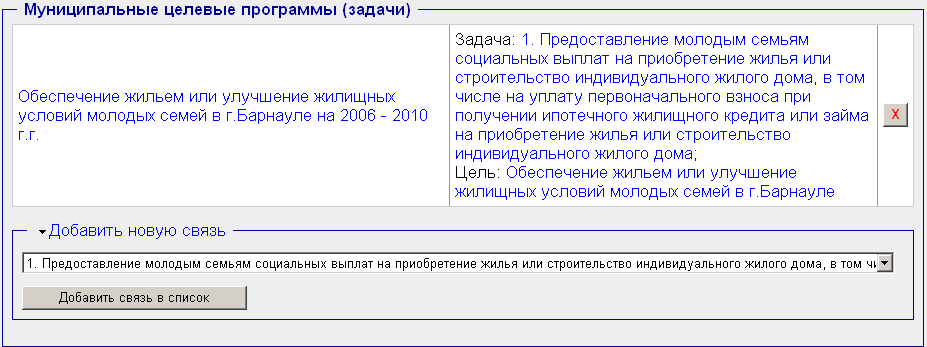 Муниципальные целевые программы (задачи)
Обеспечение жильем или улучшение жилищных
условий молодых семей в г.Барнауле на 2006 - 2010
г.г.
Задача: 1. Предоставление молодым семьям
социальных выплат на приобретение жилья или
строительство индивидуального жилого дома, в том
числе на уплату первоначального взноса при
получении ипотечного жилищного кредита или займа
на приобретение жилья или строительство
индивидуального жилого дома;
Цель: Обеспечение жильем или улучшение
жилищных условий молодых семей в г.Барнауле
X
Добавить новую связь
1. Предоставление молодым семьям социальных выплат на приобретение жилья или строительство индивидуального жилого дома, в том чи
Добавить связь в список